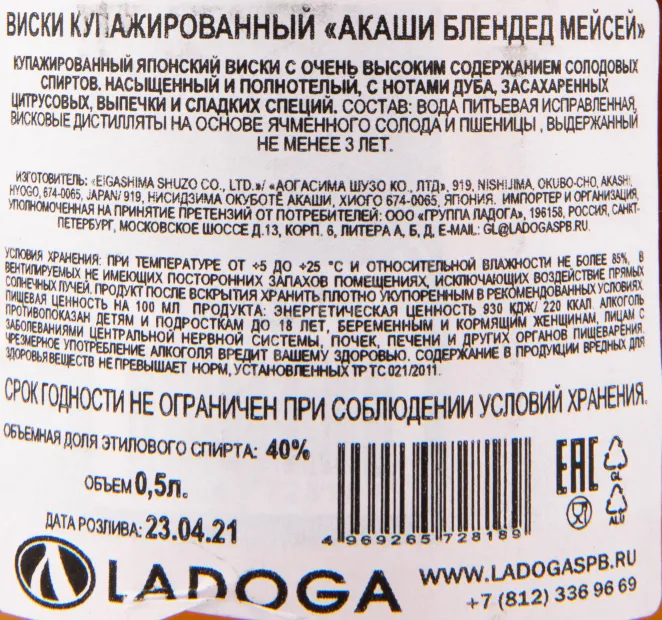 ВИСКИ КУПАЖИРОВАННЫЙ «АКАШИ БЛЕНДЕД МЕЙСЕЙ»
КУПАЖИРОВАННЫЙ ЯПОНСКИЙ ВИСКИ С ОЧЕНЬ ВЫСОКИМ СОДЕРЖАНИЕМ СОЛОДОВЫХ
СПИРТОВ. НАСЫЩЕННЫЙ И ПОЛНОТЕЛЫЙ, С НОТАМИ ДУБА, ЗАСАХАРЕННЫХ
ЦИТРУСОВЫХ, ВЫПЕЧКИ И СЛАДКИХ СПЕЦИЙ. СОСТАВ: ВОДА ПИТЬЕВАЯ ИСПРАВЛЕННАЯ,
ВИСКОВЫЕ ДИСТИЛЛЯТЫ НА ОСНОВЕ ЯЧМЕННОГО СОЛОДА И ПШЕНИЦЫ , ВЫДЕРЖАННЫЙ
НЕ МЕНЕЕ 3 ЛЕТ.
ИЗГОТОВИТЕЛЬ: «EIGASHIMA SHUZO CO., LTD.»/ «АОГАСИМА ШУЗО КО., ЛТД», 919, NISHIJIMA, OKUBO-CHO, AKASHI,
HYOGO, 674-0065, JAPAN/ 919, НИСИДЗИМА ОКУБОТЁ АКАШИ, ХИОГО 674-0065, ЯПОНИЯ. ИМПОРТЕР И ОРГАНИЗАЦИЯ,
УПОЛНОМОЧЕННАЯ НА ПРИНЯТИЕ ПРЕТЕНЗИЙ ОТ ПОТРЕБИТЕЛЕЙ: ООО «ГРУППА ЛАДОГА», 196158, РОССИЯ, САНКТ-
ПЕТЕРБУРГ, МОСКОВСКОЕ ШОССЕ Д.13, КОРП. 6, ЛИТЕРА А, Б, Д, E-MAIL: GL@LADOGASPB.RU.
УСЛОВИЯ ХРАНЕНИЯ: ПРИ ТЕМПЕРАТУРЕ ОТ +5 ДО +25 °С И ОТНОСИТЕЛЬНОЙ ВЛАЖНОСТИ НЕ БОЛЕЕ 85%, В
ВЕНТИЛИРУЕМЫХ НЕ ИМЕЮЩИХ ПОСТОРОННИХ ЗАПАХОВ ПОМЕЩЕНИЯХ, ИСКЛЮЧАЮЩИХ ВОЗДЕЙСТВИЕ ПРЯМЫХ
СОЛНЕЧНЫХ ЛУЧЕЙ. ПРОДУКТ ПОСЛЕ ВСКРЫТИЯ ХРАНИТЬ ПЛОТНО УКУПОРЕННЫМ В РЕКОМЕНДОВАННЫХ УСЛОВИЯХ.
ПИЩЕВАЯ ЦЕННОСТЬ НА 100 МЛ ПРОДУКТА: ЭНЕРГЕТИЧЕСКАЯ ЦЕННОСТЬ 930 КДЖ/ 220 ККАЛ. АЛКОГОЛЬ
ПРОТИВОПОКАЗАН ДЕТЯМ И ПОДРОСТКАМ ДО 18 ЛЕТ, БЕРЕМЕННЫМ И КОРМЯЩИМ ЖЕНЩИНАМ, ЛИЦАМ С
ЗАБОЛЕВАНИЯМИ ЦЕНТРАЛЬНОЙ НЕРВНОЙ СИСТЕМЫ, ПОЧЕК, ПЕЧЕНИ И ДРУГИХ ОРГАНОВ ПИЩЕВАРЕНИЯ.
ЧРЕЗМЕРНОЕ УПОТРЕБЛЕНИЕ АЛКОГОЛЯ ВРЕДИТ ВАШЕМУ ЗДОРОВЬЮ. СОДЕРЖАНИЕ В ПРОДУКЦИИ ВРЕДНЫХ ДЛЯ
ЗДОРОВЬЯ ВЕЩЕСТВ НЕ ПРЕВЫШАЕТ НОРМ, УСТАНОВЛЕННЫХ ТР ТС 021/2011.
СРОК ГОДНОСТИ НЕ ОГРАНИЧЕН ПРИ СОБЛЮДЕНИИ УСЛОВИЙ ХРАНЕНИЯ.
ОБЪЕМНАЯ ДОЛЯ ЭТИЛОВОГО СПИРТА: 40%
ОБЪЕМ 0,5л.
ДАТА РОЗЛИВА: 23.04.21
4 969265 728189
EAC
GL
ALU
LADOGA
WWW.LADOGASPB.RU
+7 (812) 336 96 69